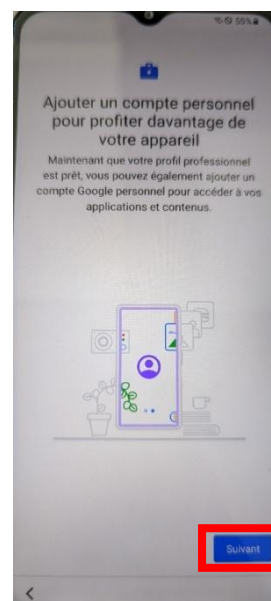 55%
Ajouter un compte personnel
pour profiter davantage de
votre appareil
Maintenant que votre profil professionnel
est prêt, vous pouvez également ajouter un
compte Google personnel pour accéder à vos
applications et contenus.
Suivant